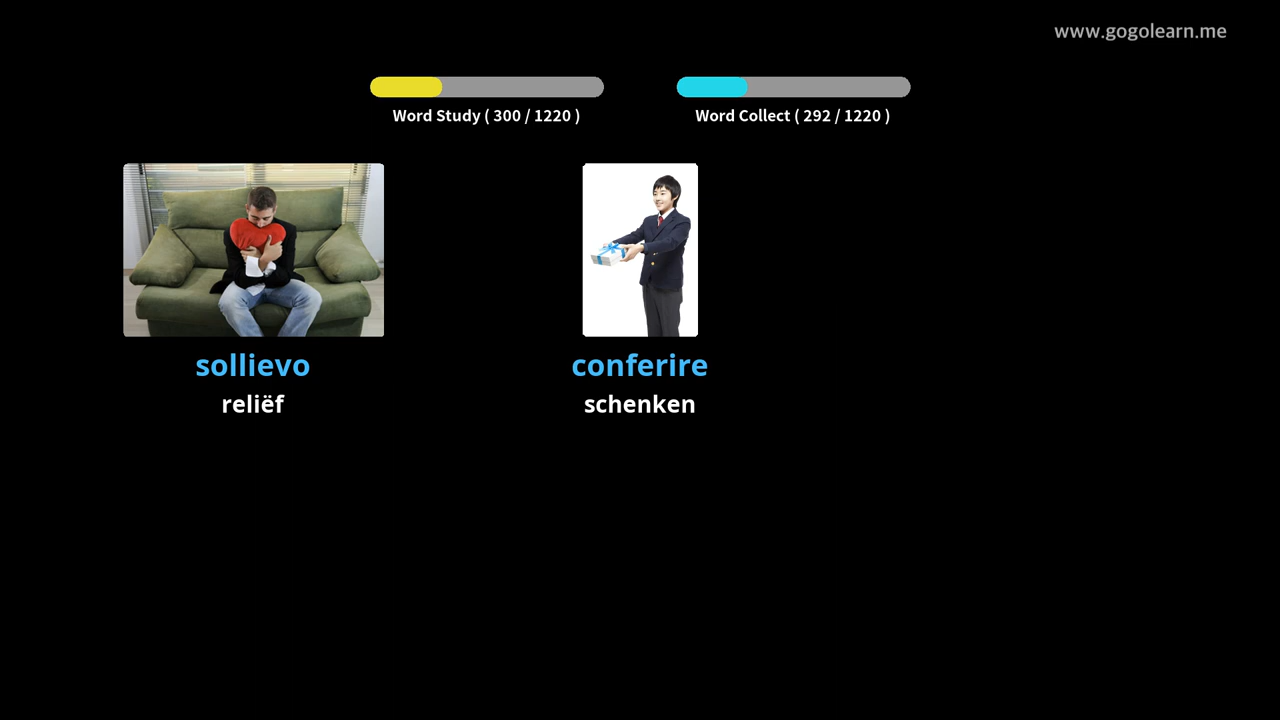 www.gogolearn.me
Word Study ( 300 / 1220 )
Word Collect ( 292 / 1220 )
sollievo
reliëf
conferire
schenken